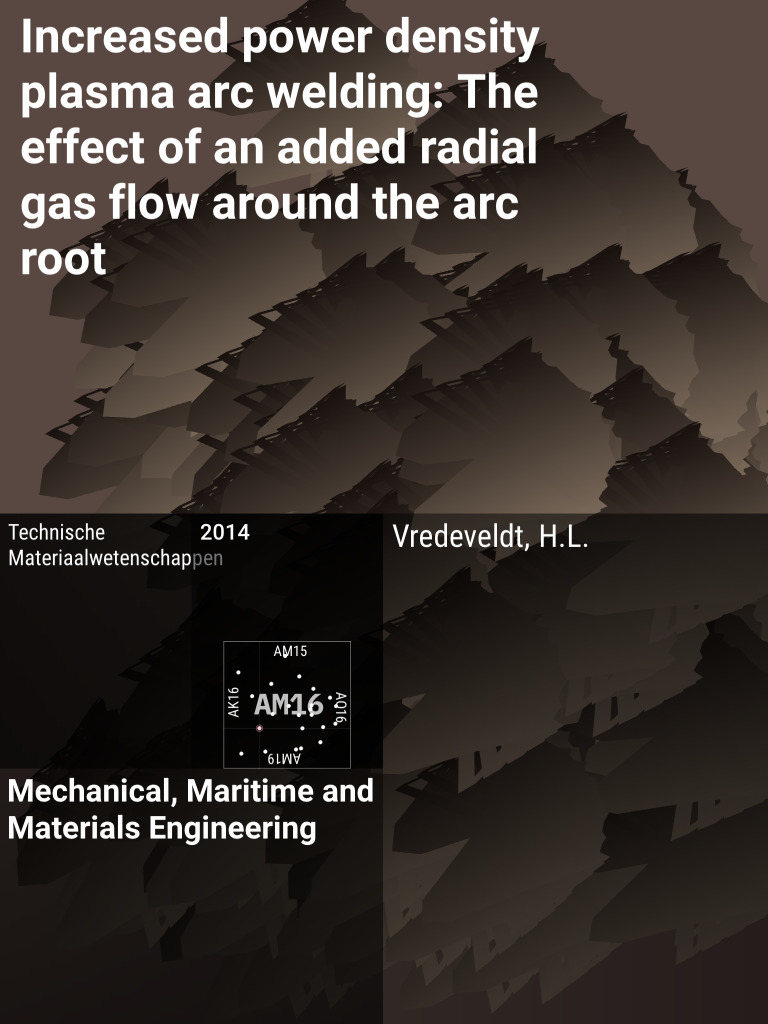 Increased power density
plasma arc welding: The
effect of an added radial
gas flow around the arc
root
Technische
Materiaalwetenschappen
2014
Vredeveldt, H.L.
AM15
AK16
AM16
AQ16
AM19
Mechanical, Maritime and
Materials Engineering